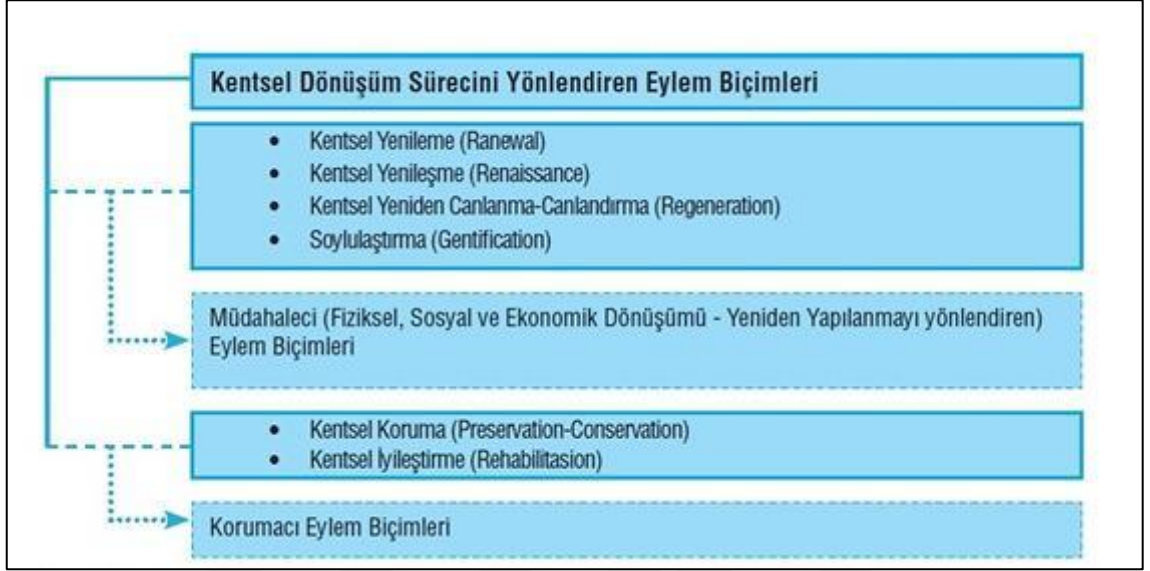 Kentsel Dönüşüm Sürecini Yönlendiren Eylem Biçimleri
• Kentsel Yenileme (Ranewal)
• Kentsel Yenileşme (Renaissance)
• Kentsel Yeniden Canlanma-Canlandırma (Regeneration)
• Soylulaştırma (Gentification)
Müdahaleci (Fiziksel, Sosyal ve Ekonomik Dönüşümü - Yeniden Yapılanmayı yönlendiren)
Eylem Biçimleri
• Kentsel Koruma (Preservation-Conservation)
• Kentsel İyileştirme (Rehabilitasion)
Korumacı Eylem Biçimleri